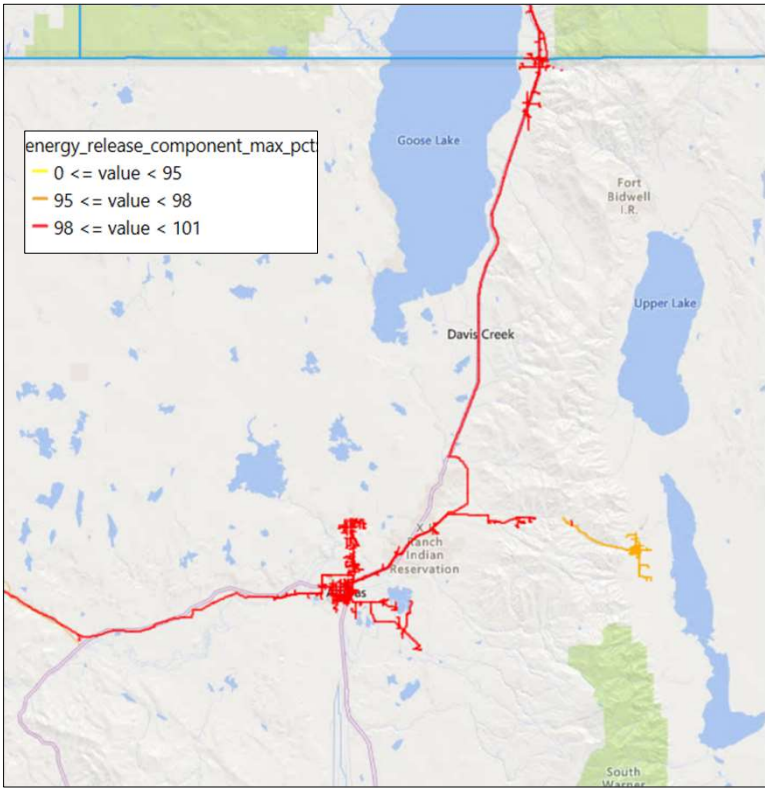 Goose Lake
energy_release_component_max_pct
0 <= value < 95
95 <= value < 98
98 <= value < 101
Fort
Bidwell
I.R.
Upper Lake
Davis Creek
Ranch
Indian
Reservation
South
Warner